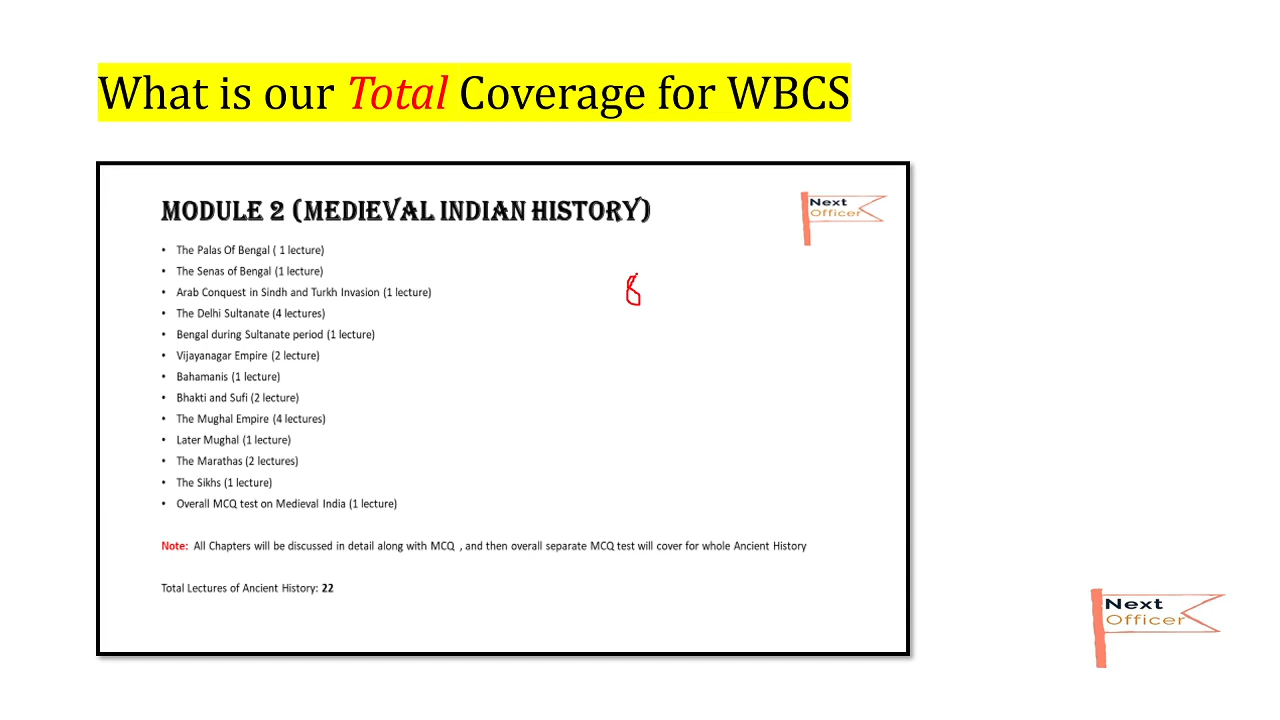 What is our Total Coverage for WBCS
MODULE 2 (MEDIEVAL INDIAN HISTORY)
Next
Officer
• The Palas Of Bengal ( 1 lecture)
• The Senas of Bengal (1 lecture)
• Arab Conquest in Sindh and Turkh Invasion (1 lecture)
8
• The Delhi Sultanate (4 lectures)
• Bengal during Sultanate period (1 lecture)
• Vijayanagar Empire (2 lecture)
• Bahamanis (1 lecture)
• Bhakti and Sufi (2 lecture)
• The Mughal Empire (4 lectures)
• Later Mughal (1 lecture)
• The Marathas (2 lectures)
• The Sikhs (1 lecture)
• Overall MCQ test on Medieval India (1 lecture)
Note: All Chapters will be discussed in detail along with MCQ , and then overall separate MCQ test will cover for whole Ancient History
Total Lectures of Ancient History: 22
Next
Officer